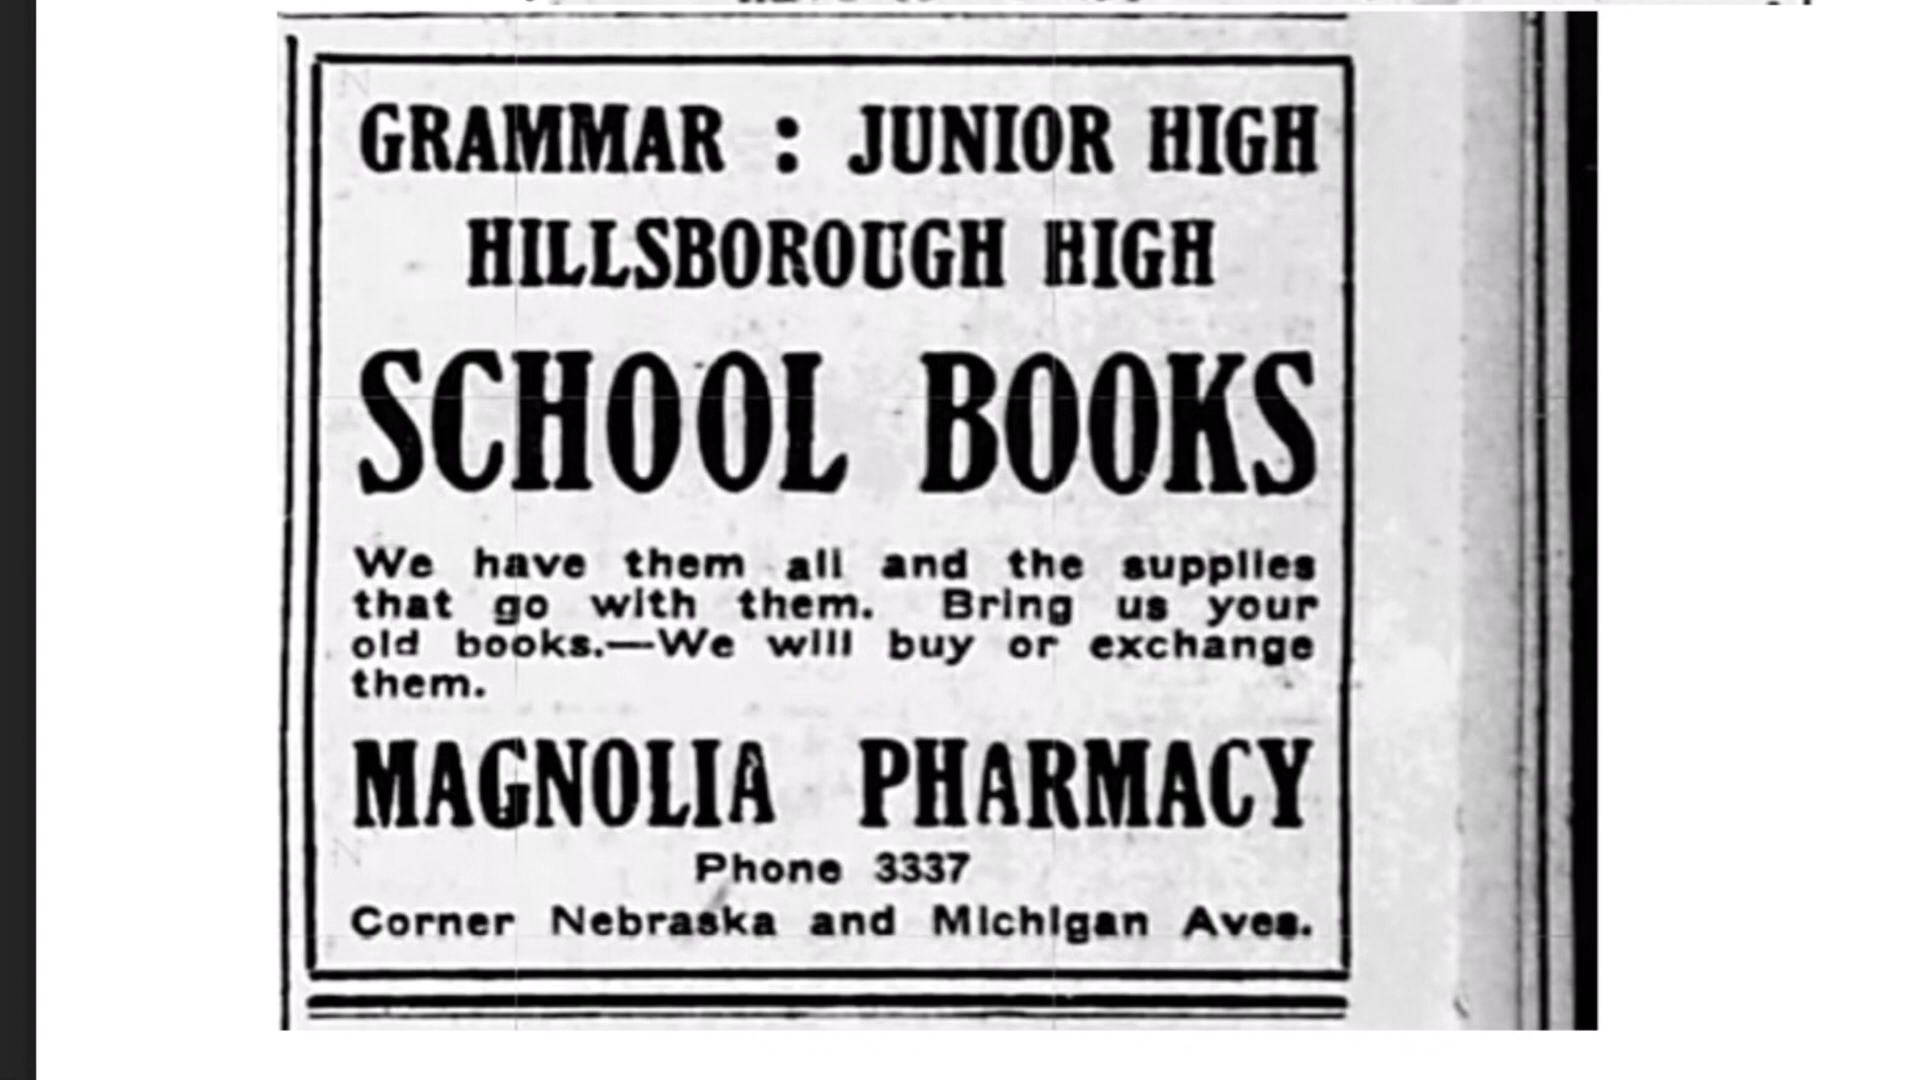 GRAMMAR : JUNIOR HIGH
HILLSBOROUGH HIGH
SCHOOL BOOKS
We have them all and the supplies
that go with them. Bring us your
old books.—We will buy or exchange
them.
MAGNOLIA PHARMACY
Phone 3337
Corner Nebraska and Michigan Aves.